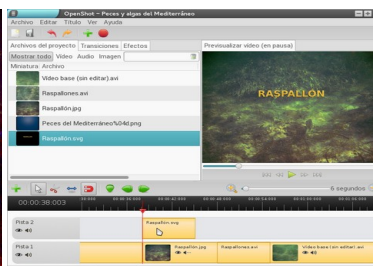 OpenShot - Peces y algas del Mediterráneo
Archivo Editar Título Ver Ayuda
Archivos del proyecto Transiciones Efectos
Previsualizar vídeo (en pausa)
Mostrar todo Vídeo Audio Imagen
Miniatura Archivo
Vídeo base (sin editar).avi
Raspallones.avi
Raspallón.jpg
Peces del Mediterráneo%04d.png
Raspallón.svg
RASPALLÓN
6 segundos
00:00:38:003
Pista 2
Raspallón.svg
Pista 1
Raspallón.jpg
Raspallones.avi
Vídeo base (sin editar).avi